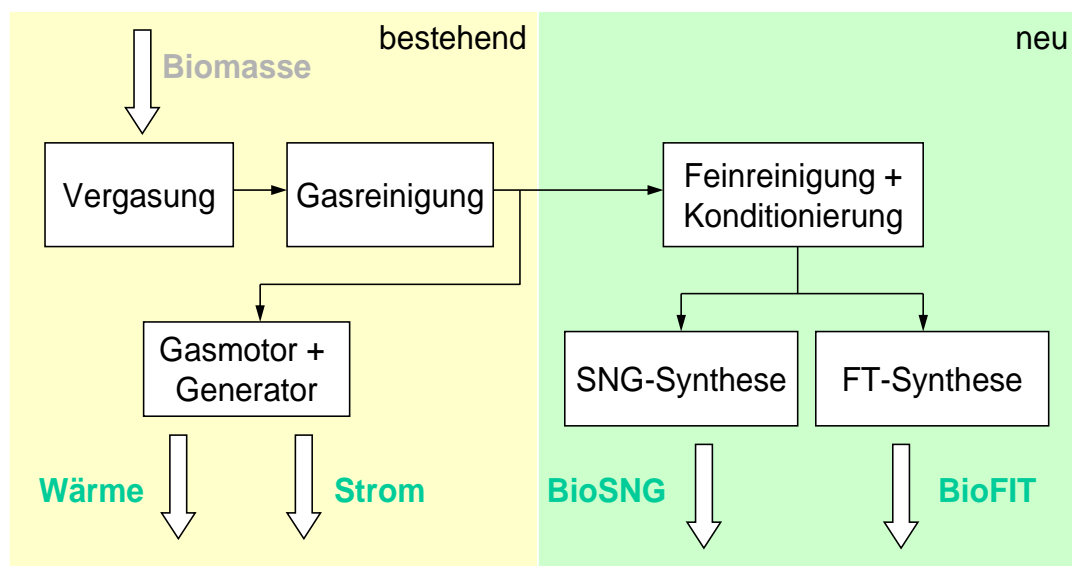 bestehend
neu
Biomasse
Vergasung
Gasreinigung
Feinreinigung +
Konditionierung
Gasmotor +
Generator
SNG-Synthese
FT-Synthese
Wärme
Strom
BioSNG
BioFIT